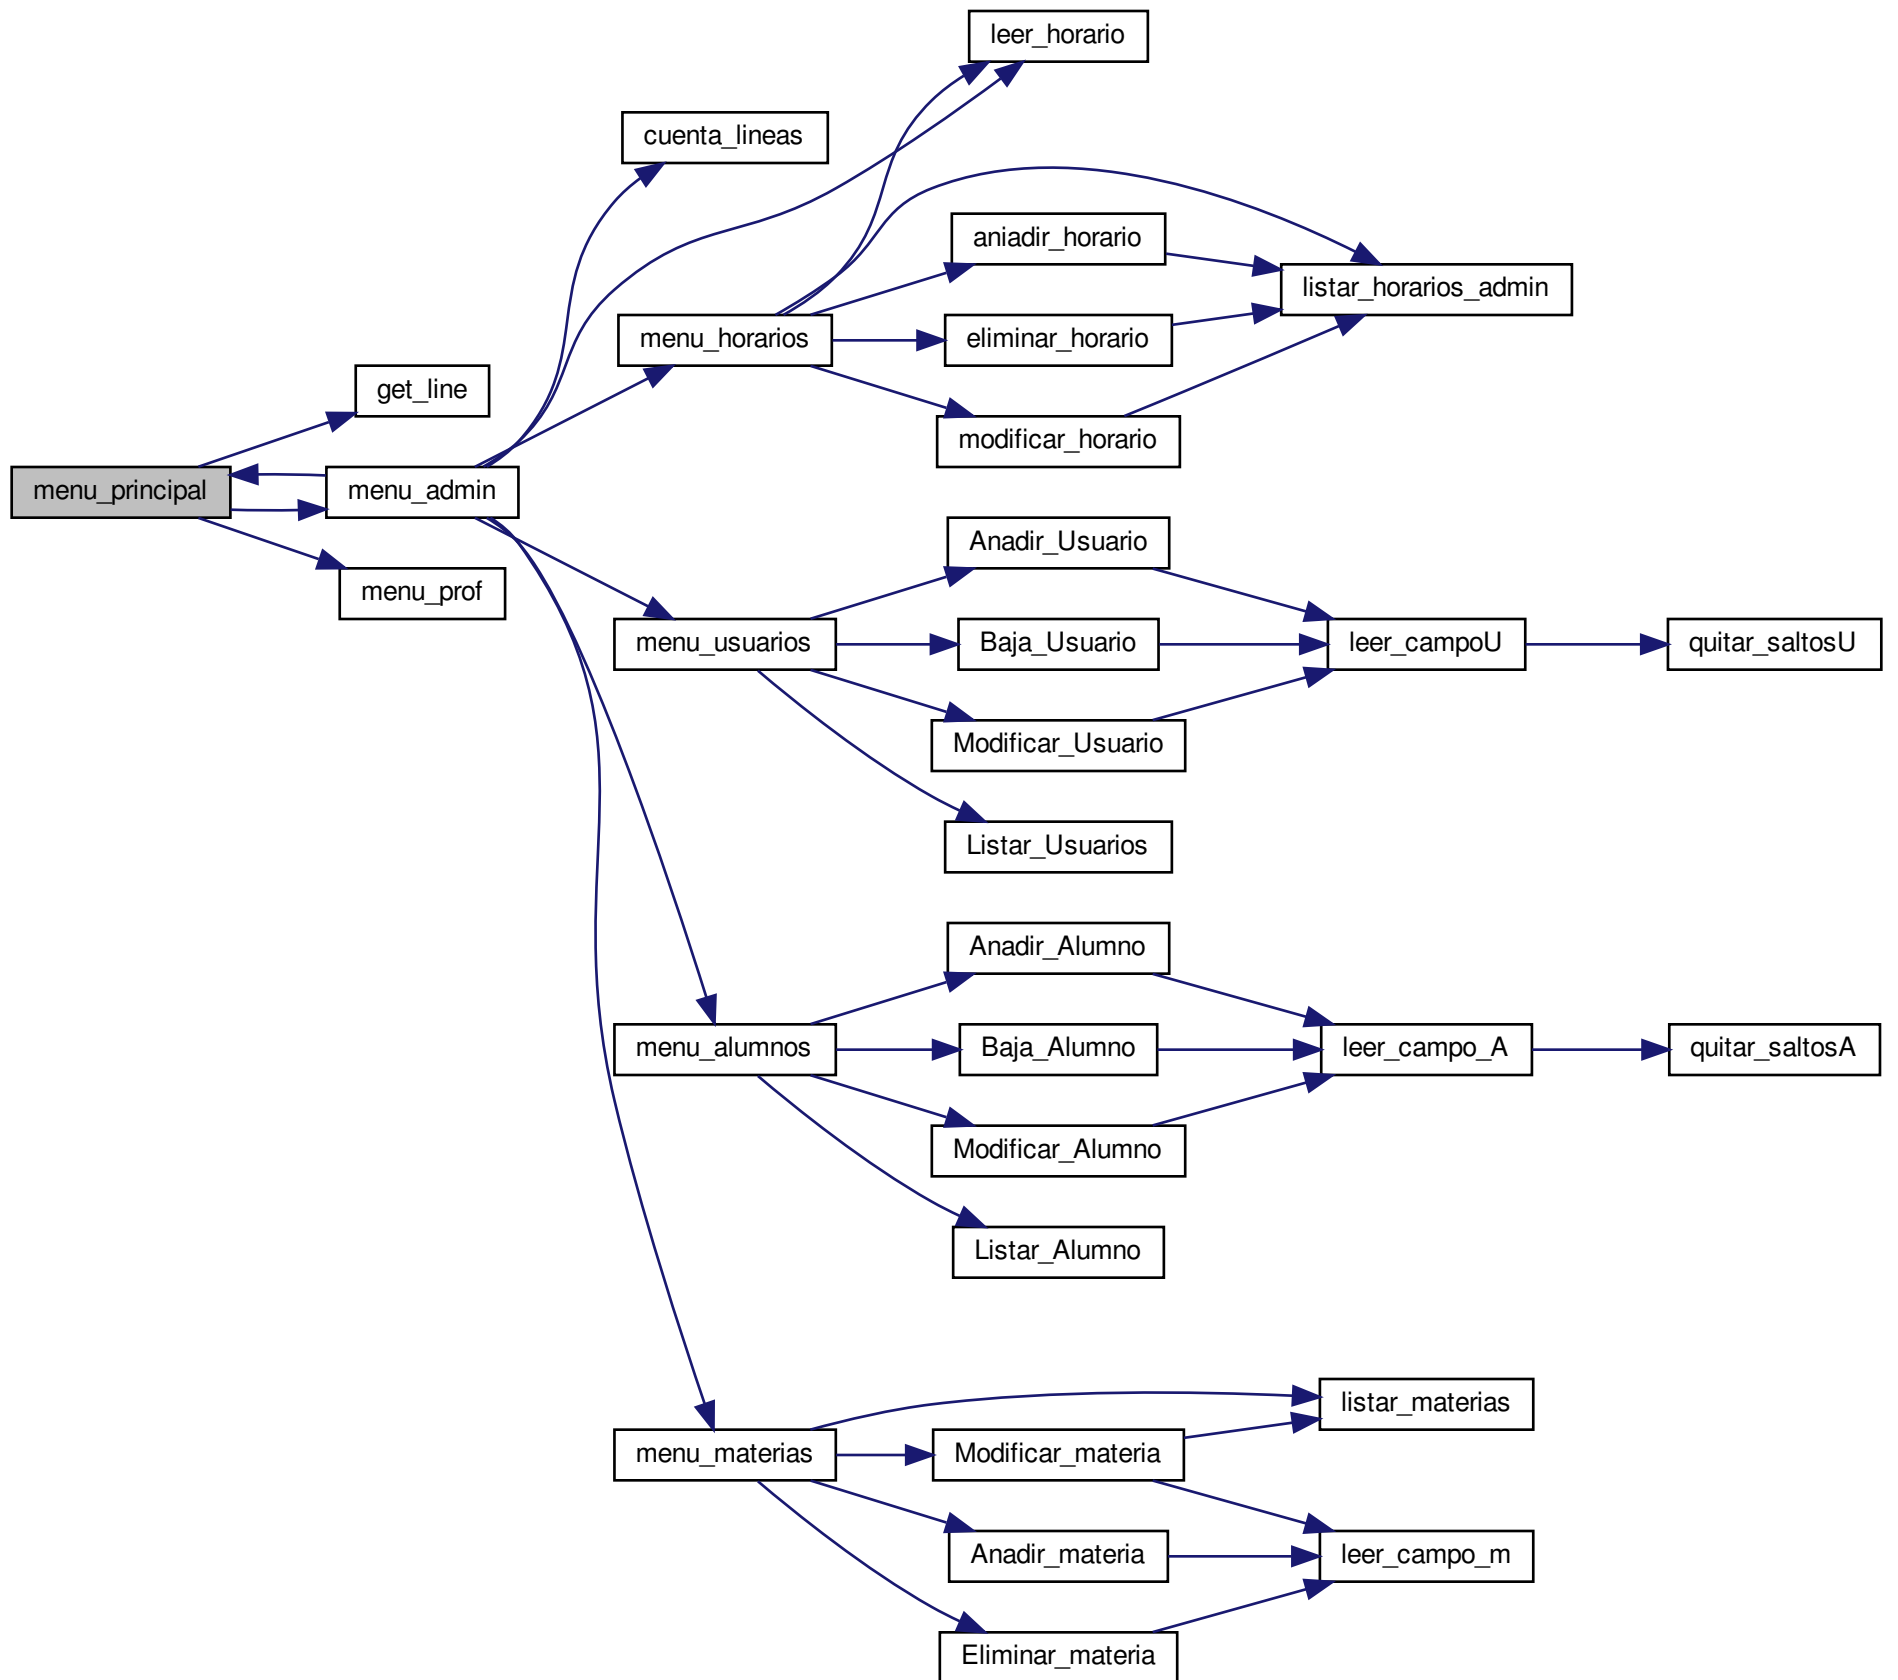 leer_horario
cuenta_lineas
aniadir_horario
listar_horarios_admin
menu_horarios
eliminar_horario
get_line
modificar_horario
menu_principal
menu_admin
Anadir_Usuario
menu_prof
menu_usuarios
Baja_Usuario
leer_campoU
quitar_saltosU
Modificar_Usuario
Listar_Usuarios
Anadir_Alumno
menu_alumnos
Baja_Alumno
leer_campo_A
quitar_saltosA
Modificar_Alumno
Listar_Alumno
listar_materias
menu_materias
Modificar_materia
Anadir_materia
leer_campo_m
Eliminar_materia